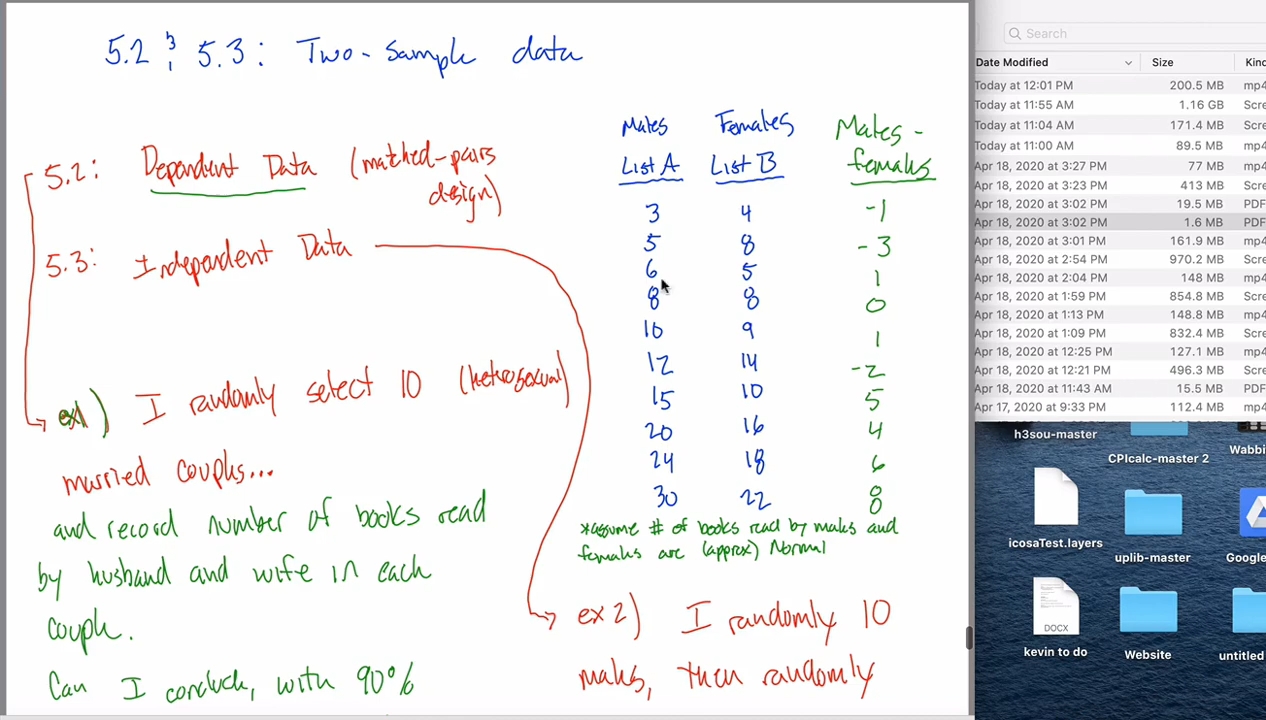 5.2 & 5.3: Two-Sample data
5.2: Dependent Data (matched-pairs design)
5.3: Independent Data
ex1) I randomly select 10 (heterosexual)
married couples...
and record number of books read
by husband and wife in each
couple.
Can I conclude, with 90%
Males Females Males -
List A List B females
3 4 -1
5 8 -3
6 5 1
8 8 0
10 9 1
12 14 -2
15 10 5
20 16 4
24 18 6
30 22 8
*assume # of books read by males and
females are (approx) Normal
ex 2) I randomly 10
males, then randomly
Search
Date Modified Size Kind
Today at 12:01 PM 200.5 MB mp4
Today at 11:55 AM 1.16 GB Scre
Today at 11:04 AM 171.4 MB mp4
Today at 11:00 AM 89.5 MB mp4
Apr 18, 2020 at 3:27 PM 77 MB mp4
Apr 18, 2020 at 3:23 PM 413 MB Scre
Apr 18, 2020 at 3:02 PM 19.5 MB PDF
Apr 18, 2020 at 3:02 PM 1.6 MB PDF
Apr 18, 2020 at 3:01 PM 161.9 MB mp4
Apr 18, 2020 at 2:54 PM 970.2 MB Scre
Apr 18, 2020 at 2:04 PM 148 MB mp4
Apr 18, 2020 at 1:59 PM 854.8 MB Scre
Apr 18, 2020 at 1:13 PM 148.8 MB mp4
Apr 18, 2020 at 1:09 PM 832.4 MB Scre
Apr 18, 2020 at 12:25 PM 127.1 MB mp4
Apr 18, 2020 at 12:21 PM 496.3 MB Scre
Apr 18, 2020 at 11:43 AM 15.5 MB PDF
Apr 17, 2020 at 9:33 PM 112.4 MB mp4
h3sou-master
CPIcalc-master 2
Wabbi
icosaTest.layers
uplib-master
Google
DOCX
kevin to do
Website
untitled